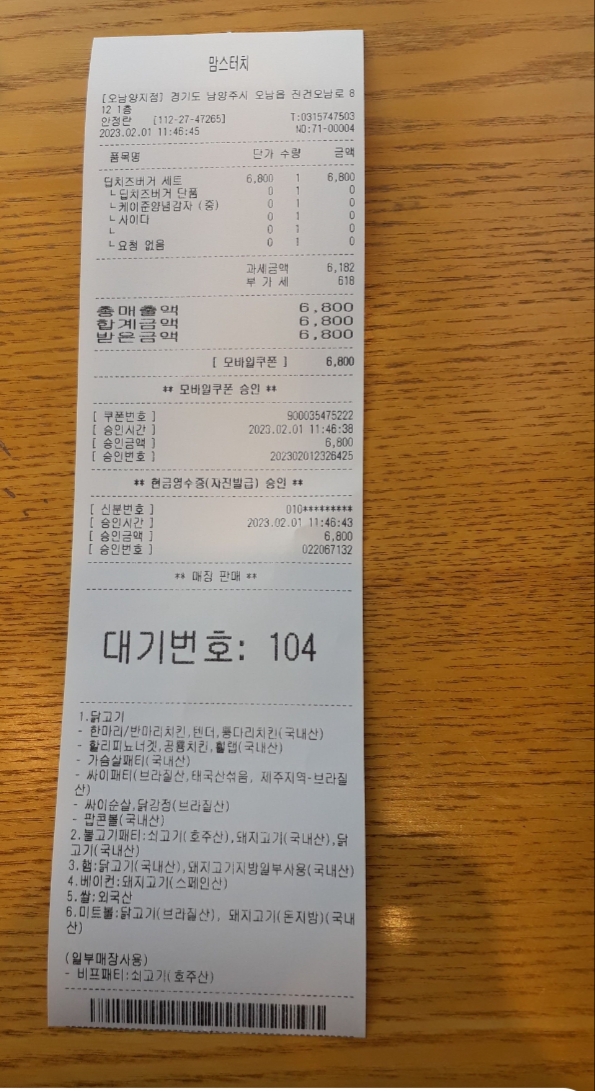 맘스터치
[오남양지점] 경기도 남양주시 오남읍 진건오남로 8
12 1층
안정란 [112-27-47265] T:0315747503
2023.02.01 11:46:45 NO:71-00004
품목명 단가 수량 금액
딥치즈버거 세트 6,800 1 6,800
└ 딥치즈버거 단품 0 1 0
└ 케이준양념감자 (중) 0 1 0
└ 사이다 0 1 0
└ 0 1 0
└ 요청 없음 0 1 0
과세금액 6,182
부 가 세 618
총매출액 6,800
합계금액 6,800
받은금액 6,800
[ 모바일쿠폰 ] 6,800
** 모바일쿠폰 승인 **
[ 쿠폰번호 ] 900035475222
[ 승인시간 ] 2023.02.01 11:46:38
[ 승인금액 ] 6,800
[ 승인번호 ] 202302012326425
** 현금영수증(자진발급) 승인 **
[ 신분번호 ] 010*********
[ 승인시간 ] 2023.02.01 11:46:43
[ 승인금액 ] 6,800
[ 승인번호 ] 022067132
** 매장 판매 **
대기번호: 104
1.닭고기
- 한마리/반마리치킨,텐더,통다리치킨(국내산)
- 할라피뇨너겟,공룡치킨,휠랩(국내산)
- 가슴살패티(국내산)
- 싸이패티(브라질산,태국산섞음, 제주지역-브라질
산)
- 싸이순살,닭강정(브라질산)
- 팝콘볼(국내산)
2.불고기패티:쇠고기(호주산),돼지고기(국내산),닭
고기(국내산)
3.햄:닭고기(국내산),돼지고기지방일부사용(국내산)
4.베이컨:돼지고기(스페인산)
5.쌀:외국산
6.미트볼:닭고기(브라질산), 돼지고기(돈지방)(국내
산)
(일부매장사용)
- 비프패티:쇠고기(호주산)